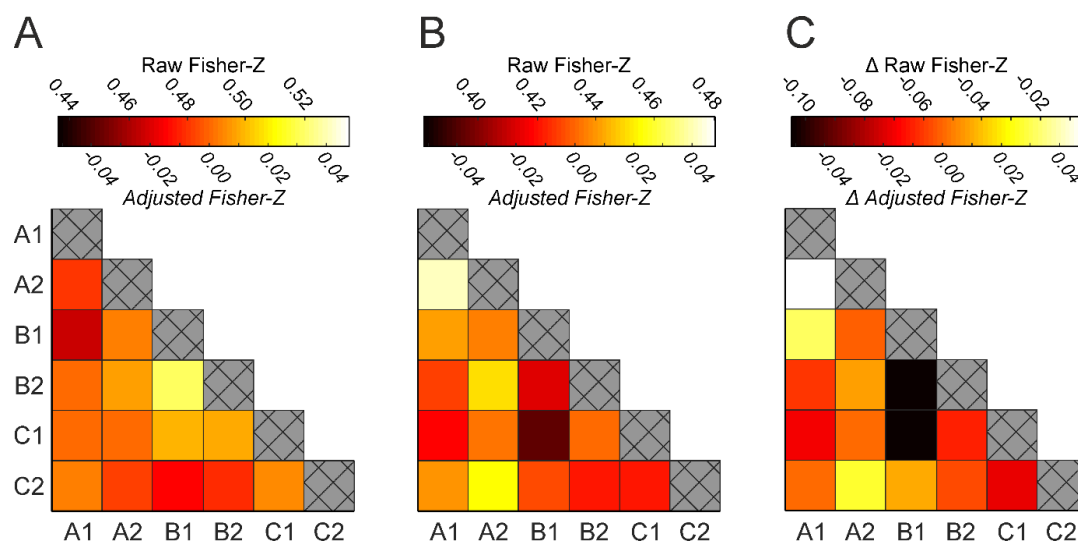 A B C
Raw Fisher-Z Raw Fisher-Z Δ Raw Fisher-Z
0.44 0.46 0.48 0.50 0.52 0.40 0.42 0.44 0.46 0.48 -0.10 -0.08 -0.06 -0.04 -0.02
-0.04 -0.02 0.00 0.02 0.04 -0.04 -0.02 0.00 0.02 0.04 -0.04 -0.02 0.00 0.02 0.04
Adjusted Fisher-Z Adjusted Fisher-Z Δ Adjusted Fisher-Z
A1
A2
B1
B2
C1
C2
A1 A2 B1 B2 C1 C2 A1 A2 B1 B2 C1 C2 A1 A2 B1 B2 C1 C2